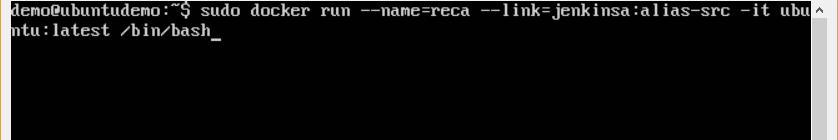 demo@ubuntudemo:~$ sudo docker run --name=reca --link=jenkinsa:alias-src -it ubu
ntu:latest /bin/bash_